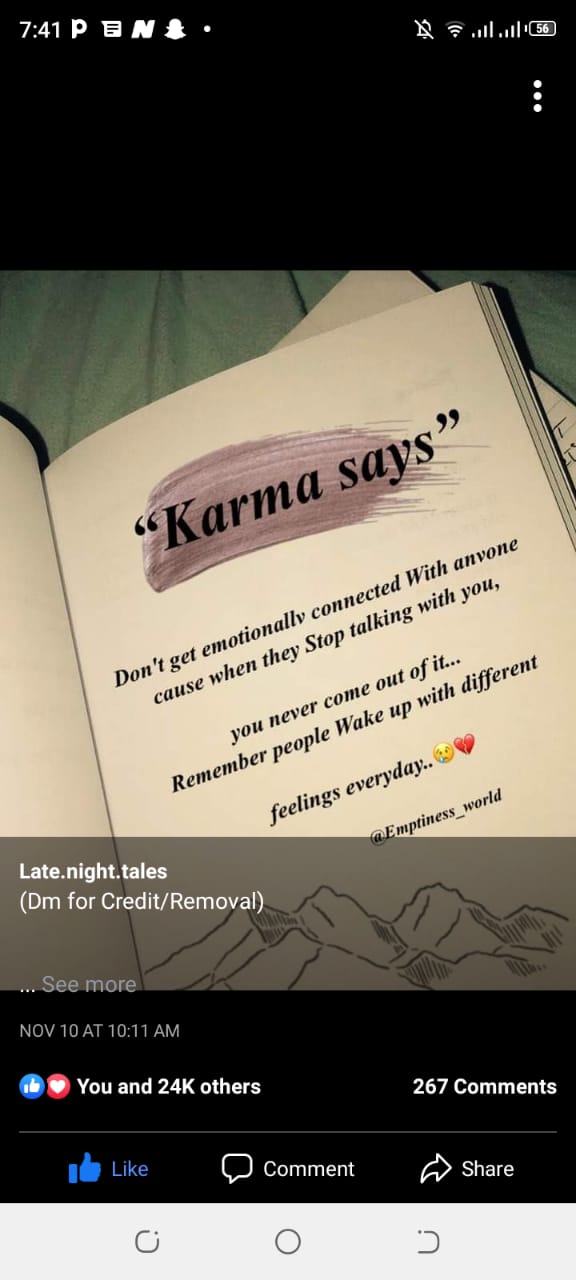 7:41
56
“Karma says”
Don't get emotionally connected With anyone
cause when they Stop talking with you,
you never come out of it...
Remember people Wake up with different
feelings everyday..😢💔
@Emptiness_world
Late.night.tales
(Dm for Credit/Removal)
... See more
NOV 10 AT 10:11 AM
You and 24K others
267 Comments
Like
Comment
Share